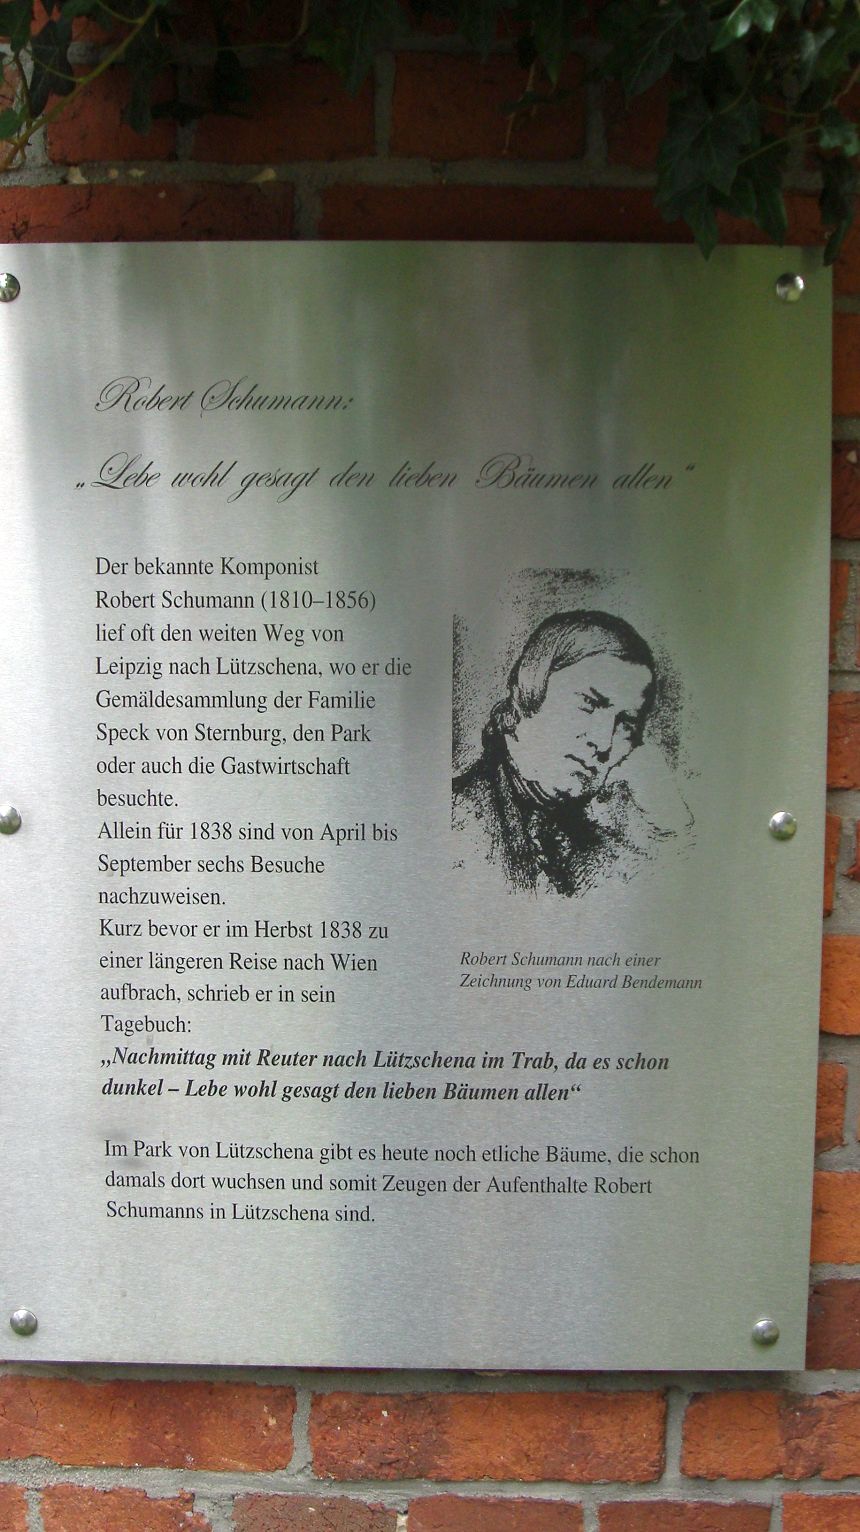 Robert Schumann:
„Lebe wohl gesagt den lieben Bäumen allen“
Der bekannte Komponist
Robert Schumann (1810–1856)
lief oft den weiten Weg von
Leipzig nach Lützschena, wo er die
Gemäldesammlung der Familie
Speck von Sternburg, den Park
oder auch die Gastwirtschaft
besuchte.
Allein für 1838 sind von April bis
September sechs Besuche
nachzuweisen.
Kurz bevor er im Herbst 1838 zu
einer längeren Reise nach Wien
aufbrach, schrieb er in sein
Tagebuch:
„Nachmittag mit Reuter nach Lützschena im Trab, da es schon
dunkel – Lebe wohl gesagt den lieben Bäumen allen“
Robert Schumann nach einer
Zeichnung von Eduard Bendemann
Im Park von Lützschena gibt es heute noch etliche Bäume, die schon
damals dort wuchsen und somit Zeugen der Aufenthalte Robert
Schumanns in Lützschena sind.